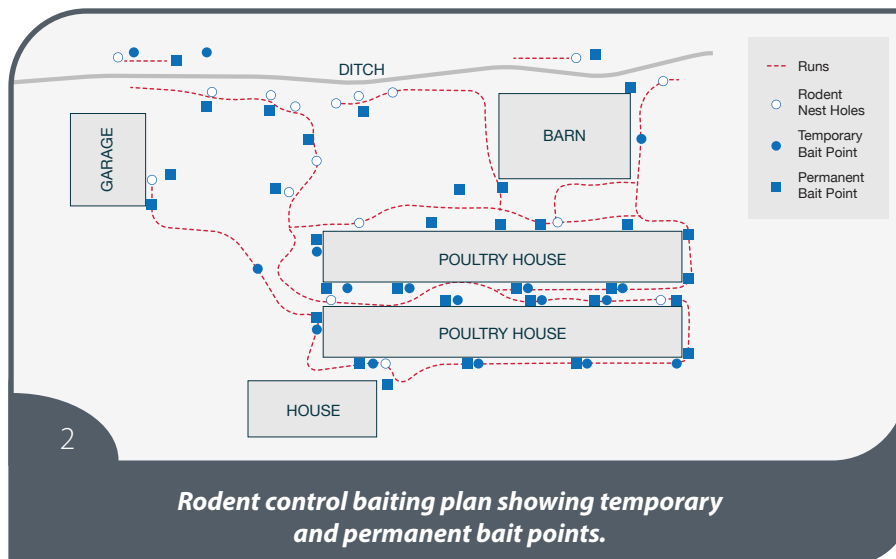 DITCH
Runs
Rodent
Nest Holes
Temporary
Bait Point
Permanent
Bait Point
GARAGE
BARN
POULTRY HOUSE
POULTRY HOUSE
HOUSE
2
Rodent control baiting plan showing temporary
and permanent bait points.